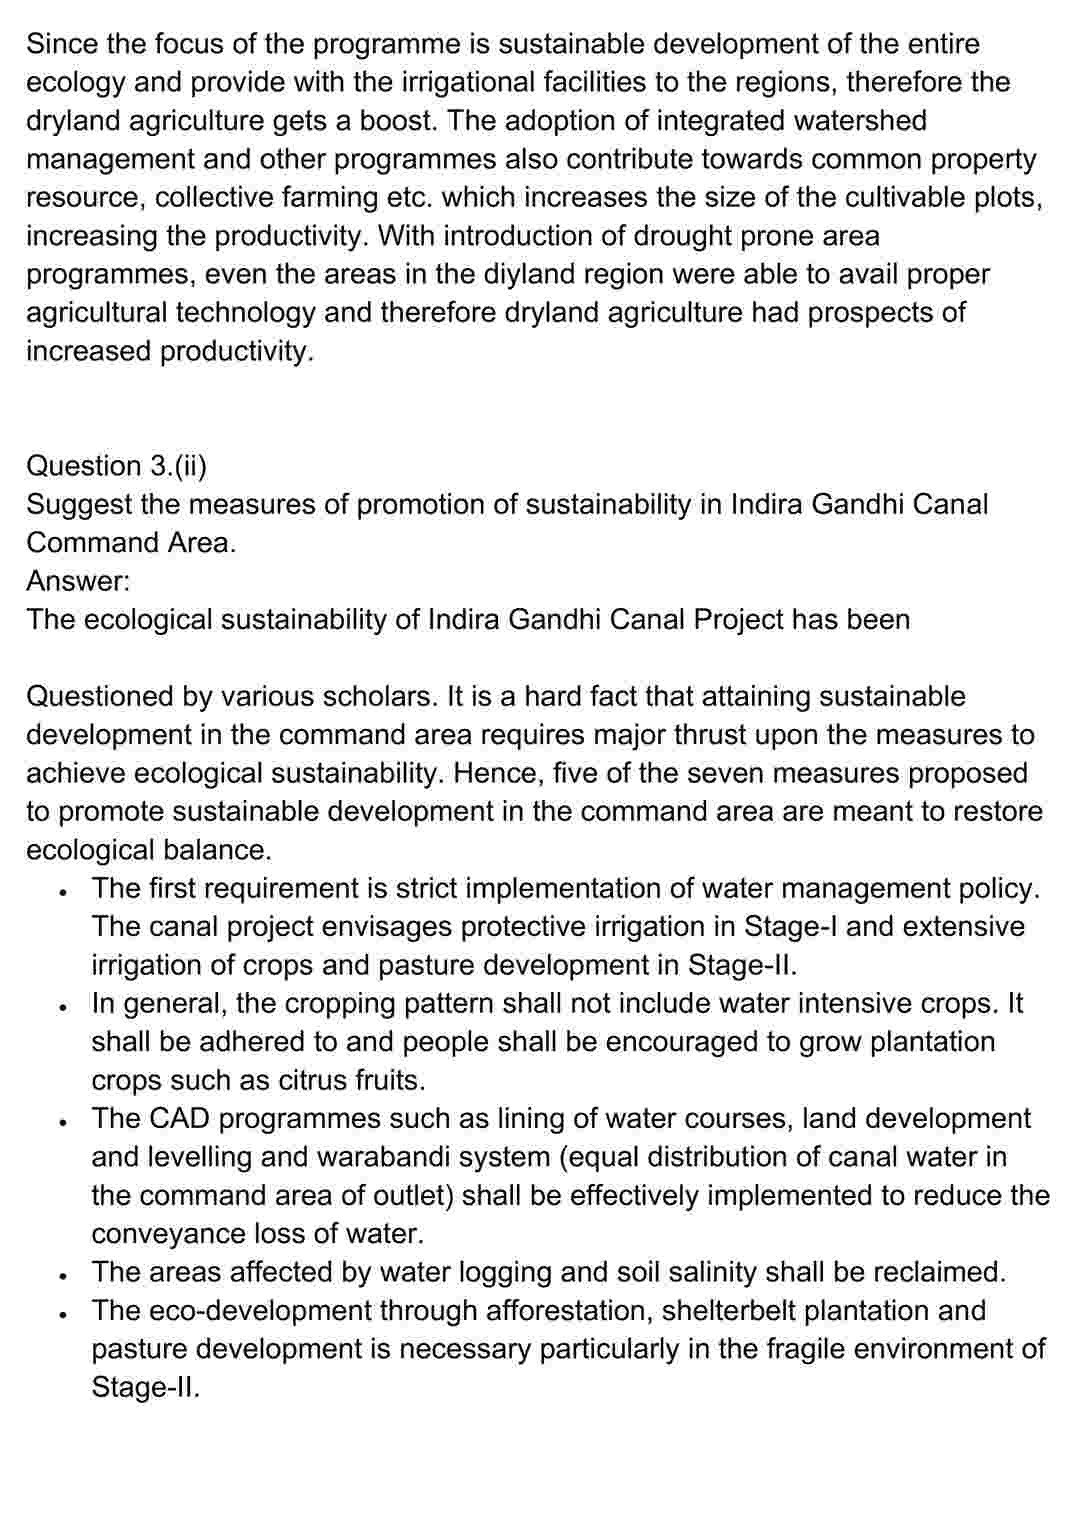 Since the focus of the programme is sustainable development of the entire
ecology and provide with the irrigational facilities to the regions, therefore the
dryland agriculture gets a boost. The adoption of integrated watershed
management and other programmes also contribute towards common property
resource, collective farming etc. which increases the size of the cultivable plots,
increasing the productivity. With introduction of drought prone area
programmes, even the areas in the diyland region were able to avail proper
agricultural technology and therefore dryland agriculture had prospects of
increased productivity.
Question 3.(ii)
Suggest the measures of promotion of sustainability in Indira Gandhi Canal
Command Area.
Answer:
The ecological sustainability of Indira Gandhi Canal Project has been
Questioned by various scholars. It is a hard fact that attaining sustainable
development in the command area requires major thrust upon the measures to
achieve ecological sustainability. Hence, five of the seven measures proposed
to promote sustainable development in the command area are meant to restore
ecological balance.
• The first requirement is strict implementation of water management policy.
The canal project envisages protective irrigation in Stage-I and extensive
irrigation of crops and pasture development in Stage-II.
• In general, the cropping pattern shall not include water intensive crops. It
shall be adhered to and people shall be encouraged to grow plantation
crops such as citrus fruits.
• The CAD programmes such as lining of water courses, land development
and levelling and warabandi system (equal distribution of canal water in
the command area of outlet) shall be effectively implemented to reduce the
conveyance loss of water.
• The areas affected by water logging and soil salinity shall be reclaimed.
• The eco-development through afforestation, shelterbelt plantation and
pasture development is necessary particularly in the fragile environment of
Stage-II.